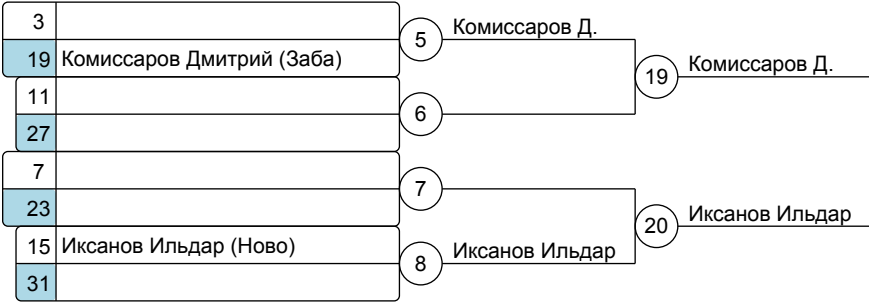 3
19 Комиссаров Дмитрий (Заба)
5 Комиссаров Д.
11
27
6
19 Комиссаров Д.
7
23
7
15 Иксанов Ильдар (Ново)
31
8 Иксанов Ильдар
20 Иксанов Ильдар